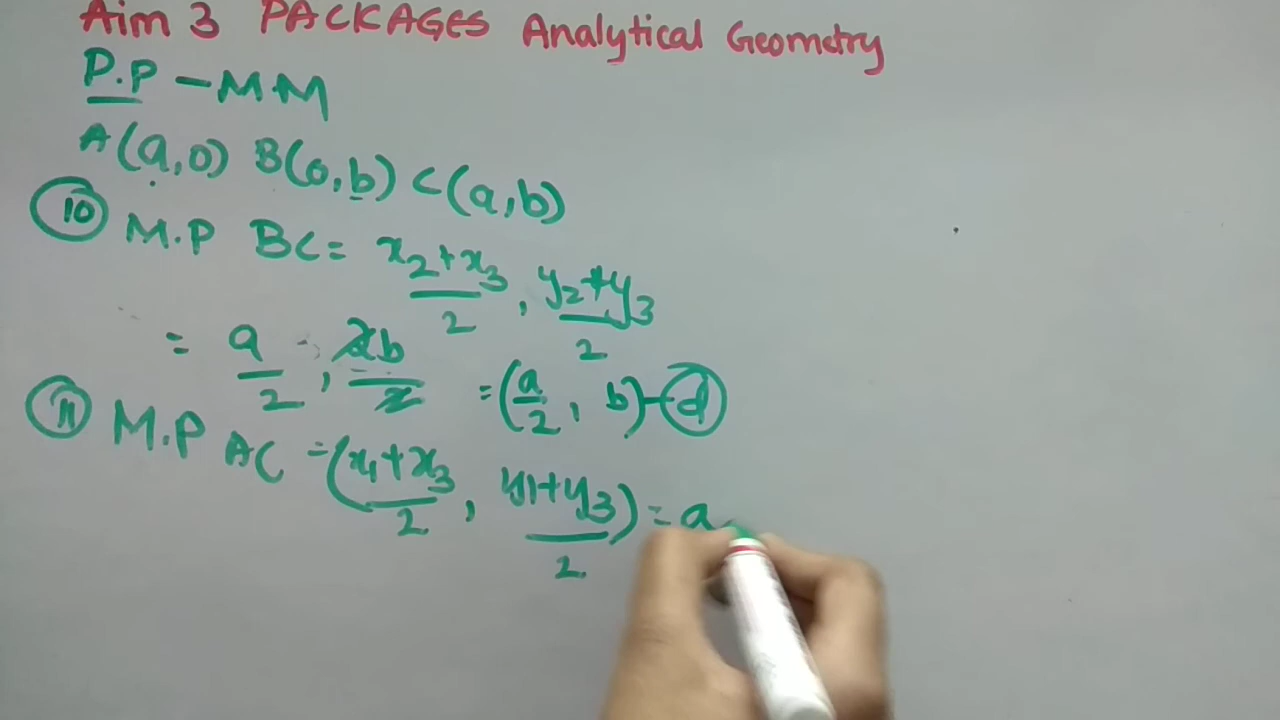 Aim 3 PACKAGES Analytical Geometry
P.P - M.M
A(a,0) B(0,b) C(a,b)
10 M.P BC = x2+x3/2, y2+y3/2
= a/2, 2b/2 = (a/2, b) - d
11 M.P AC = (x1+x3/2, y1+y3/2) = a